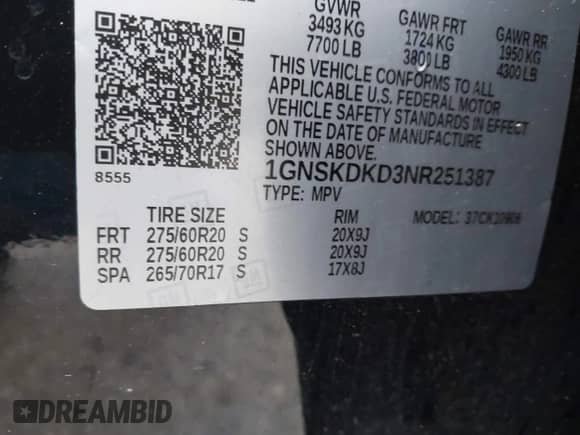 GVWR GAWR FRT GAWR RR
3493 KG 1724 KG 1950 KG
7700 LB 3800 LB 4300 LB
THIS VEHICLE CONFORMS TO ALL
APPLICABLE U.S. FEDERAL MOTOR
VEHICLE SAFETY STANDARDS IN EFFECT
ON THE DATE OF MANUFACTURE
SHOWN ABOVE.
8555
1GNSKDKD3NR251387
TYPE: MPV
TIRE SIZE RIM MODEL:
FRT 275/60R20 S 20X9J
RR 275/60R20 S 20X9J
SPA 265/70R17 S 17X8J
DREAMBID